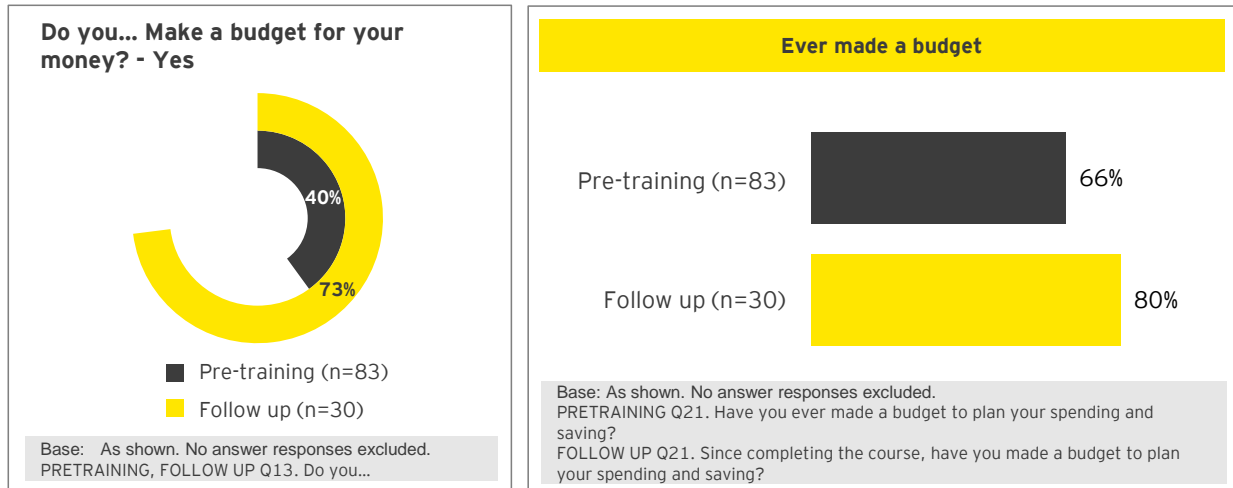 Do you... Make a budget for your
money? - Yes
40%
73%
Pre-training (n=83)
Follow up (n=30)
Base: As shown. No answer responses excluded.
PRETRAINING, FOLLOW UP Q13. Do you...
Ever made a budget
Pre-training (n=83)
66%
Follow up (n=30)
80%
Base: As shown. No answer responses excluded.
PRETRAINING Q21. Have you ever made a budget to plan your spending and
saving?
FOLLOW UP Q21. Since completing the course, have you made a budget to plan
your spending and saving?